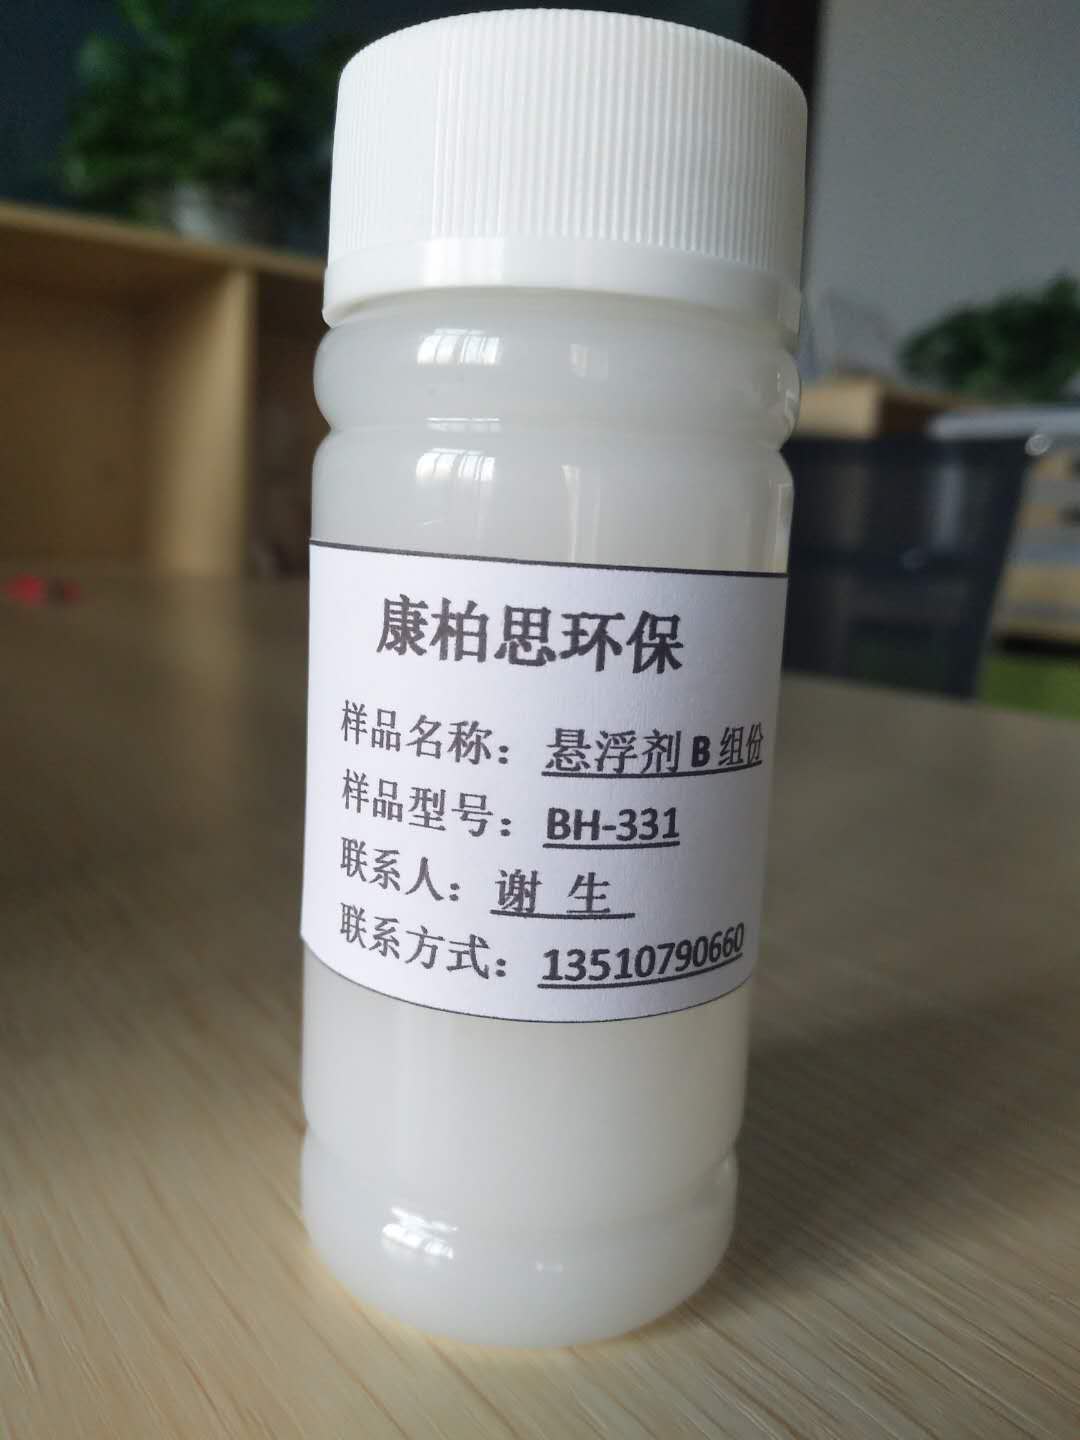 康柏思环保
样品名称：悬浮剂B组份
样品型号：BH-331
联系人：谢 生
联系方式：13510790660